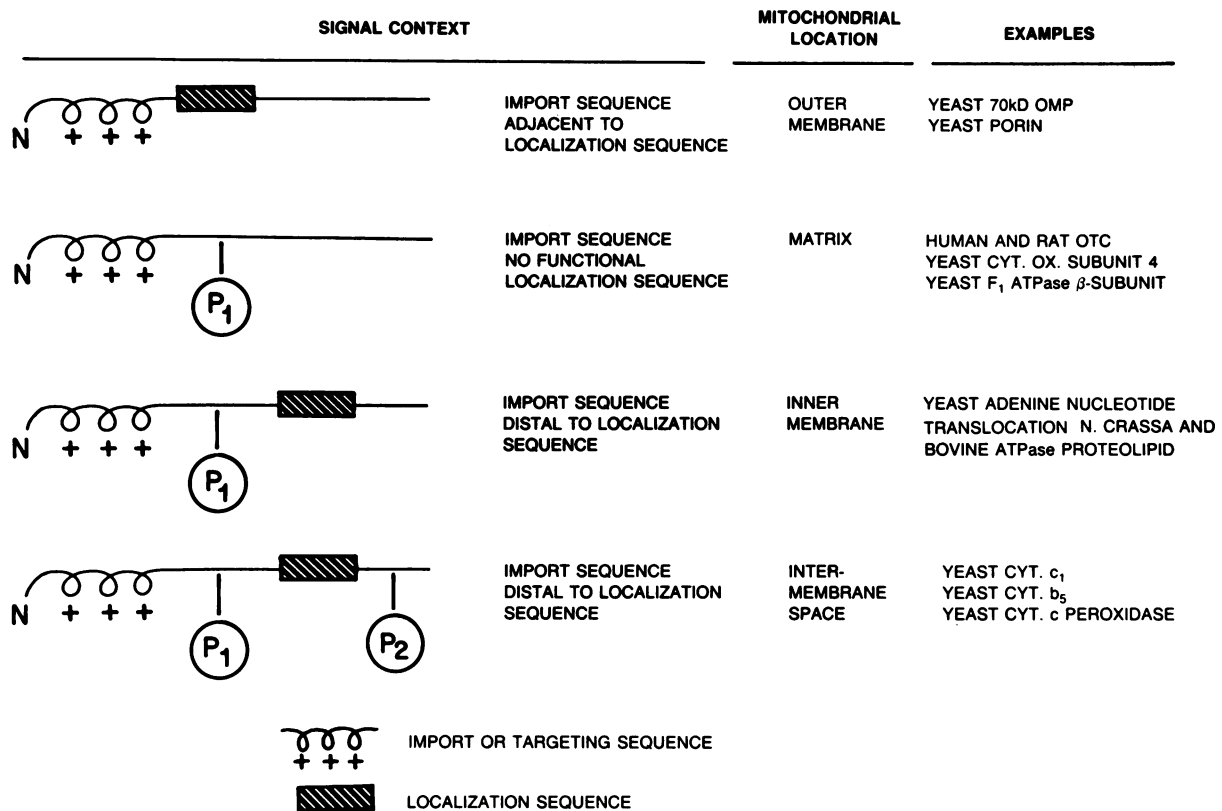 SIGNAL CONTEXT
MITOCHONDRIAL
LOCATION
EXAMPLES
N
+ + +
IMPORT SEQUENCE
ADJACENT TO
LOCALIZATION SEQUENCE
OUTER
MEMBRANE
YEAST 70kD OMP
YEAST PORIN
N
+ + +
P₁
IMPORT SEQUENCE
NO FUNCTIONAL
LOCALIZATION SEQUENCE
MATRIX
HUMAN AND RAT OTC
YEAST CYT. OX. SUBUNIT 4
YEAST F₁ ATPase β-SUBUNIT
N
+ + +
P₁
IMPORT SEQUENCE
DISTAL TO LOCALIZATION
SEQUENCE
INNER
MEMBRANE
YEAST ADENINE NUCLEOTIDE
TRANSLOCATION N. CRASSA AND
BOVINE ATPase PROTEOLIPID
N
+ + +
P₁
P₂
IMPORT SEQUENCE
DISTAL TO LOCALIZATION
SEQUENCE
INTER-
MEMBRANE
SPACE
YEAST CYT. c₁
YEAST CYT. b₅
YEAST CYT. c PEROXIDASE
+ + +
IMPORT OR TARGETING SEQUENCE
LOCALIZATION SEQUENCE